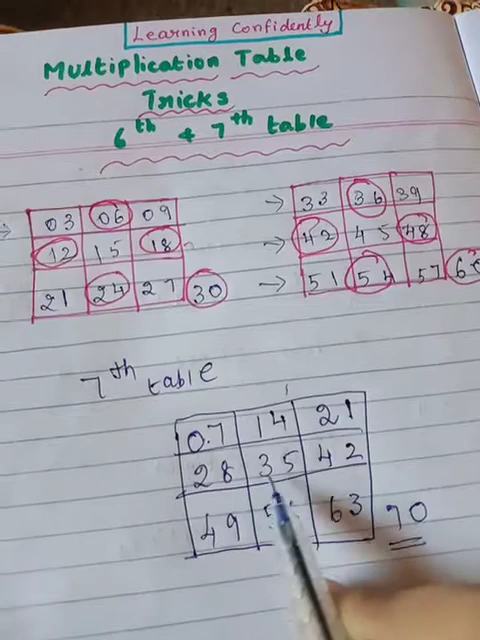 Learning Confidently
Multiplication Table
Tricks
6th & 7th table
→ 03 06 09 → 33 36 39
12 15 18 → 42 45 48
21 24 27 30 → 51 54 57
7th table
07 14 21
28 35 42
49 63 70